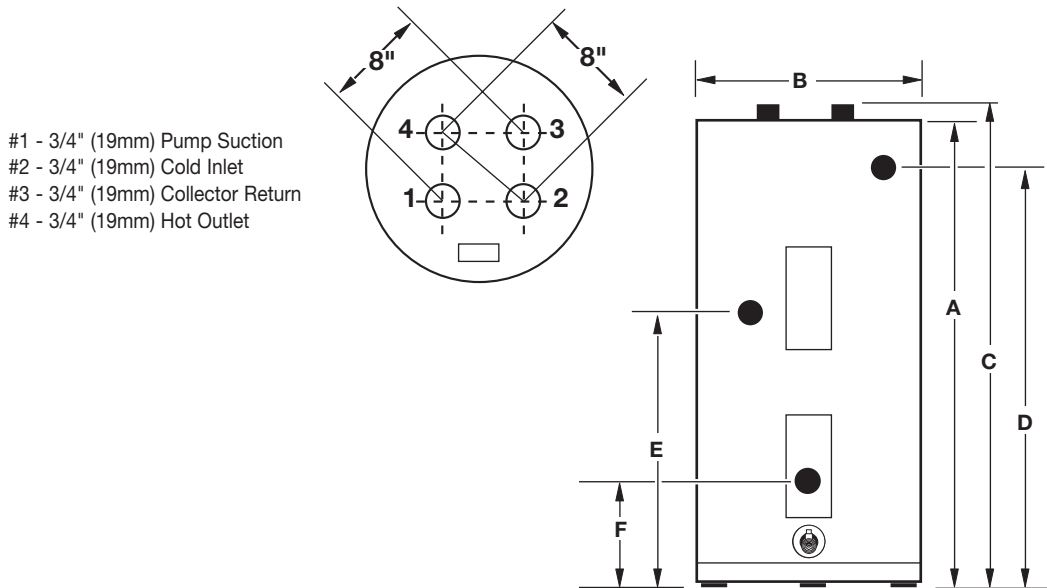 8"
8"
4
3
1
2
#1 - 3/4" (19mm) Pump Suction
#2 - 3/4" (19mm) Cold Inlet
#3 - 3/4" (19mm) Collector Return
#4 - 3/4" (19mm) Hot Outlet
B
A
C
D
E
F